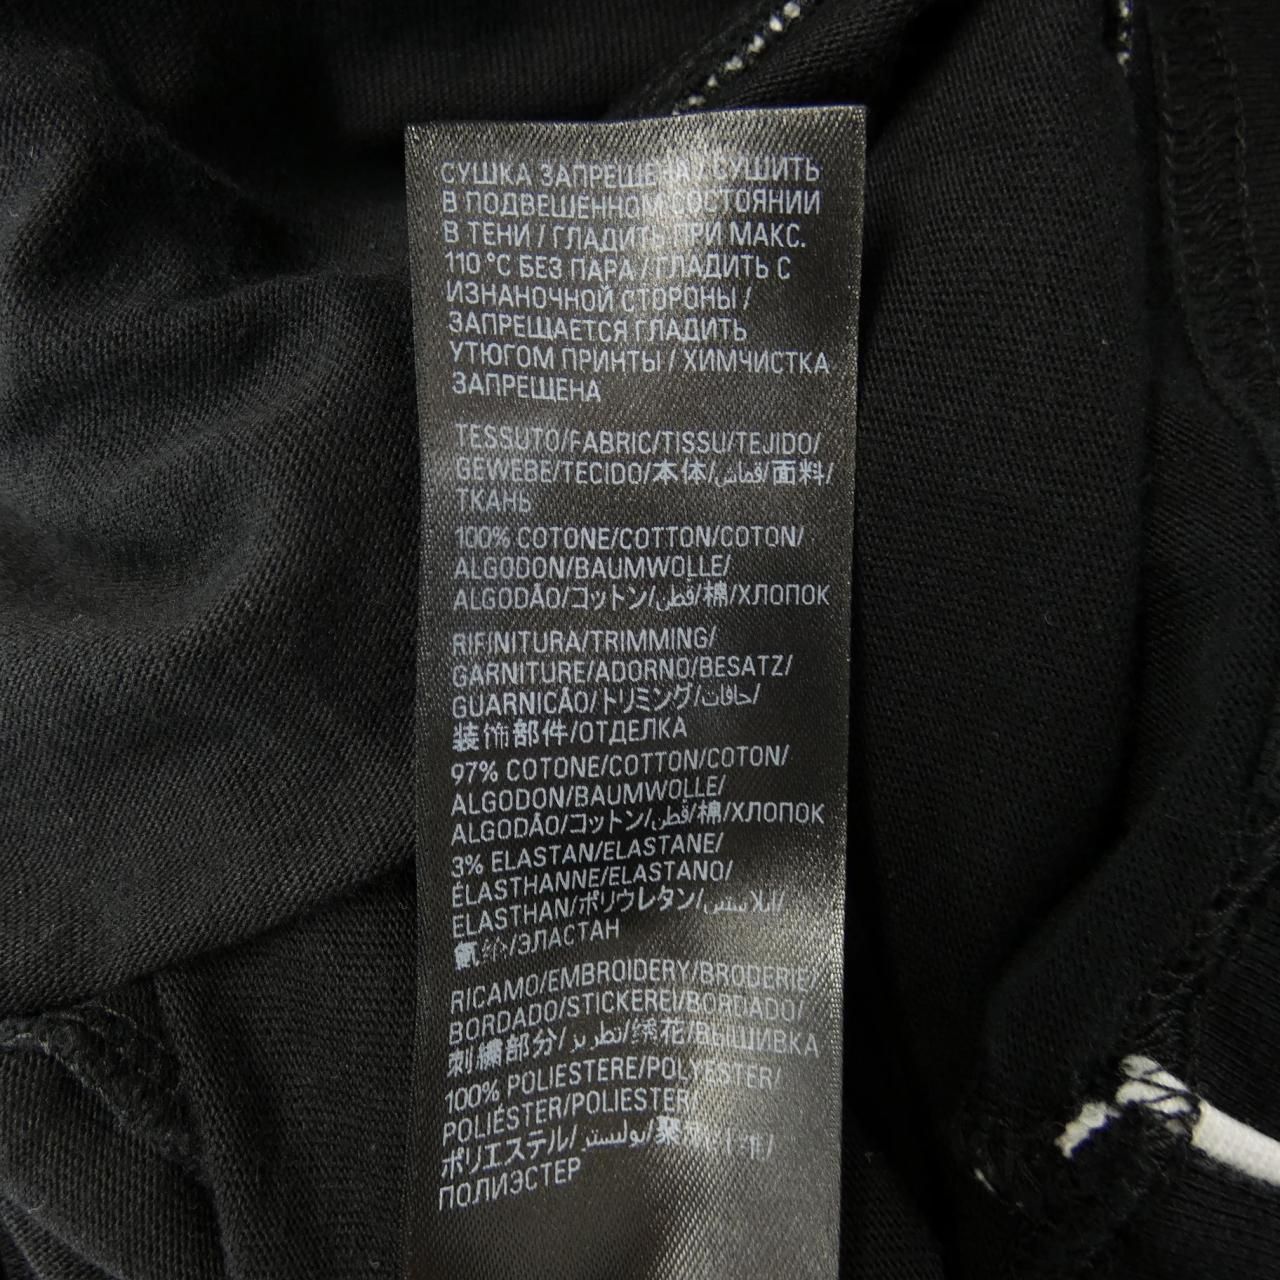 СУШКА ЗАПРЕЩЕНА / СУШИТЬ
В ПОДВЕШЕННОМ СОСТОЯНИИ
В ТЕНИ / ГЛАДИТЬ ПРИ МАКС.
110 °C БЕЗ ПАРА / ГЛАДИТЬ С
ИЗНАНОЧНОЙ СТОРОНЫ /
ЗАПРЕЩАЕТСЯ ГЛАДИТЬ
УТЮГОМ ПРИНТЫ / ХИМЧИСТКА
ЗАПРЕЩЕНА
TESSUTO/FABRIC/TISSU/TEJIDO/
GEWEBE/TECIDO/本体/قماش/面料/
ТКАНЬ
100% COTONE/COTTON/COTON/
ALGODON/BAUMWOLLE/
ALGODÃO/コットン/قطن/棉/ХЛОПОК
RIFINITURA/TRIMMING/
GARNITURE/ADORNO/BESATZ/
GUARNICÃO/トリミング/حافات/
装饰部件/ОТДЕЛКА
97% COTONE/COTTON/COTON/
ALGODON/BAUMWOLLE/
ALGODÃO/コットン/قطن/棉/ХЛОПОК
3% ELASTAN/ELASTANE/
ÉLASTHANNE/ELASTANO/
ELASTHAN/ポリウレタン/ايلاستين/
氨纶/ЭЛАСТАН
RICAMO/EMBROIDERY/BRODERIE/
BORDADO/STICKEREI/BORDADO/
刺繍部分/تطريز/绣花/ВЫШИВКА
100% POLIESTERE/POLYESTER/
POLIÉSTER/POLIESTER/
ポリエステル/بوليستر/
ПОЛИЭСТЕР